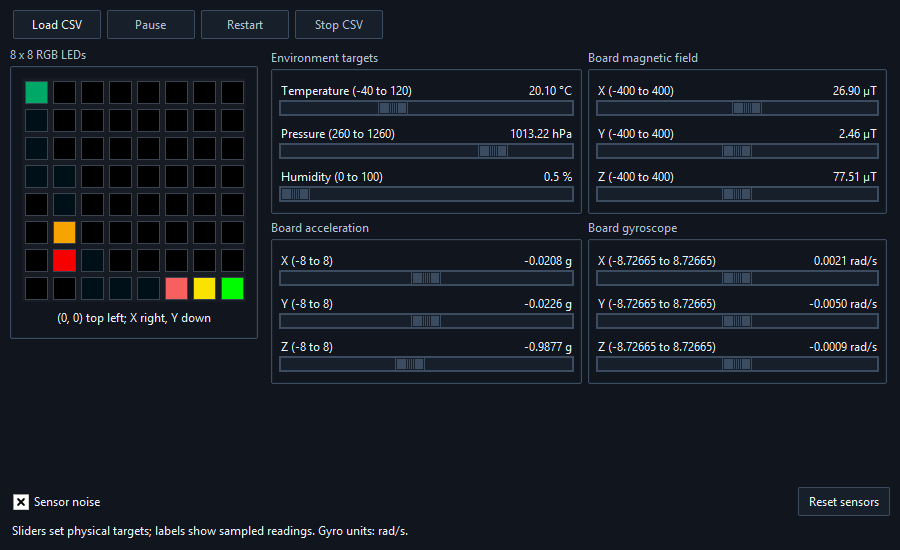 Load CSV
Pause
Restart
Stop CSV
8 x 8 RGB LEDs
(0, 0) top left; X right, Y down
Environment targets
Temperature (-40 to 120) 20.10 °C
Pressure (260 to 1260) 1013.22 hPa
Humidity (0 to 100) 0.5 %
Board magnetic field
X (-400 to 400) 26.90 µT
Y (-400 to 400) 2.46 µT
Z (-400 to 400) 77.51 µT
Board acceleration
X (-8 to 8) -0.0208 g
Y (-8 to 8) -0.0226 g
Z (-8 to 8) -0.9877 g
Board gyroscope
X (-8.72665 to 8.72665) 0.0021 rad/s
Y (-8.72665 to 8.72665) -0.0050 rad/s
Z (-8.72665 to 8.72665) -0.0009 rad/s
Sensor noise
Reset sensors
Sliders set physical targets; labels show sampled readings. Gyro units: rad/s.